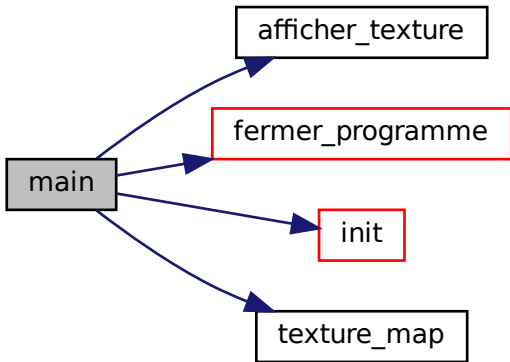 afficher_texture
fermer_programme
main
init
texture_map